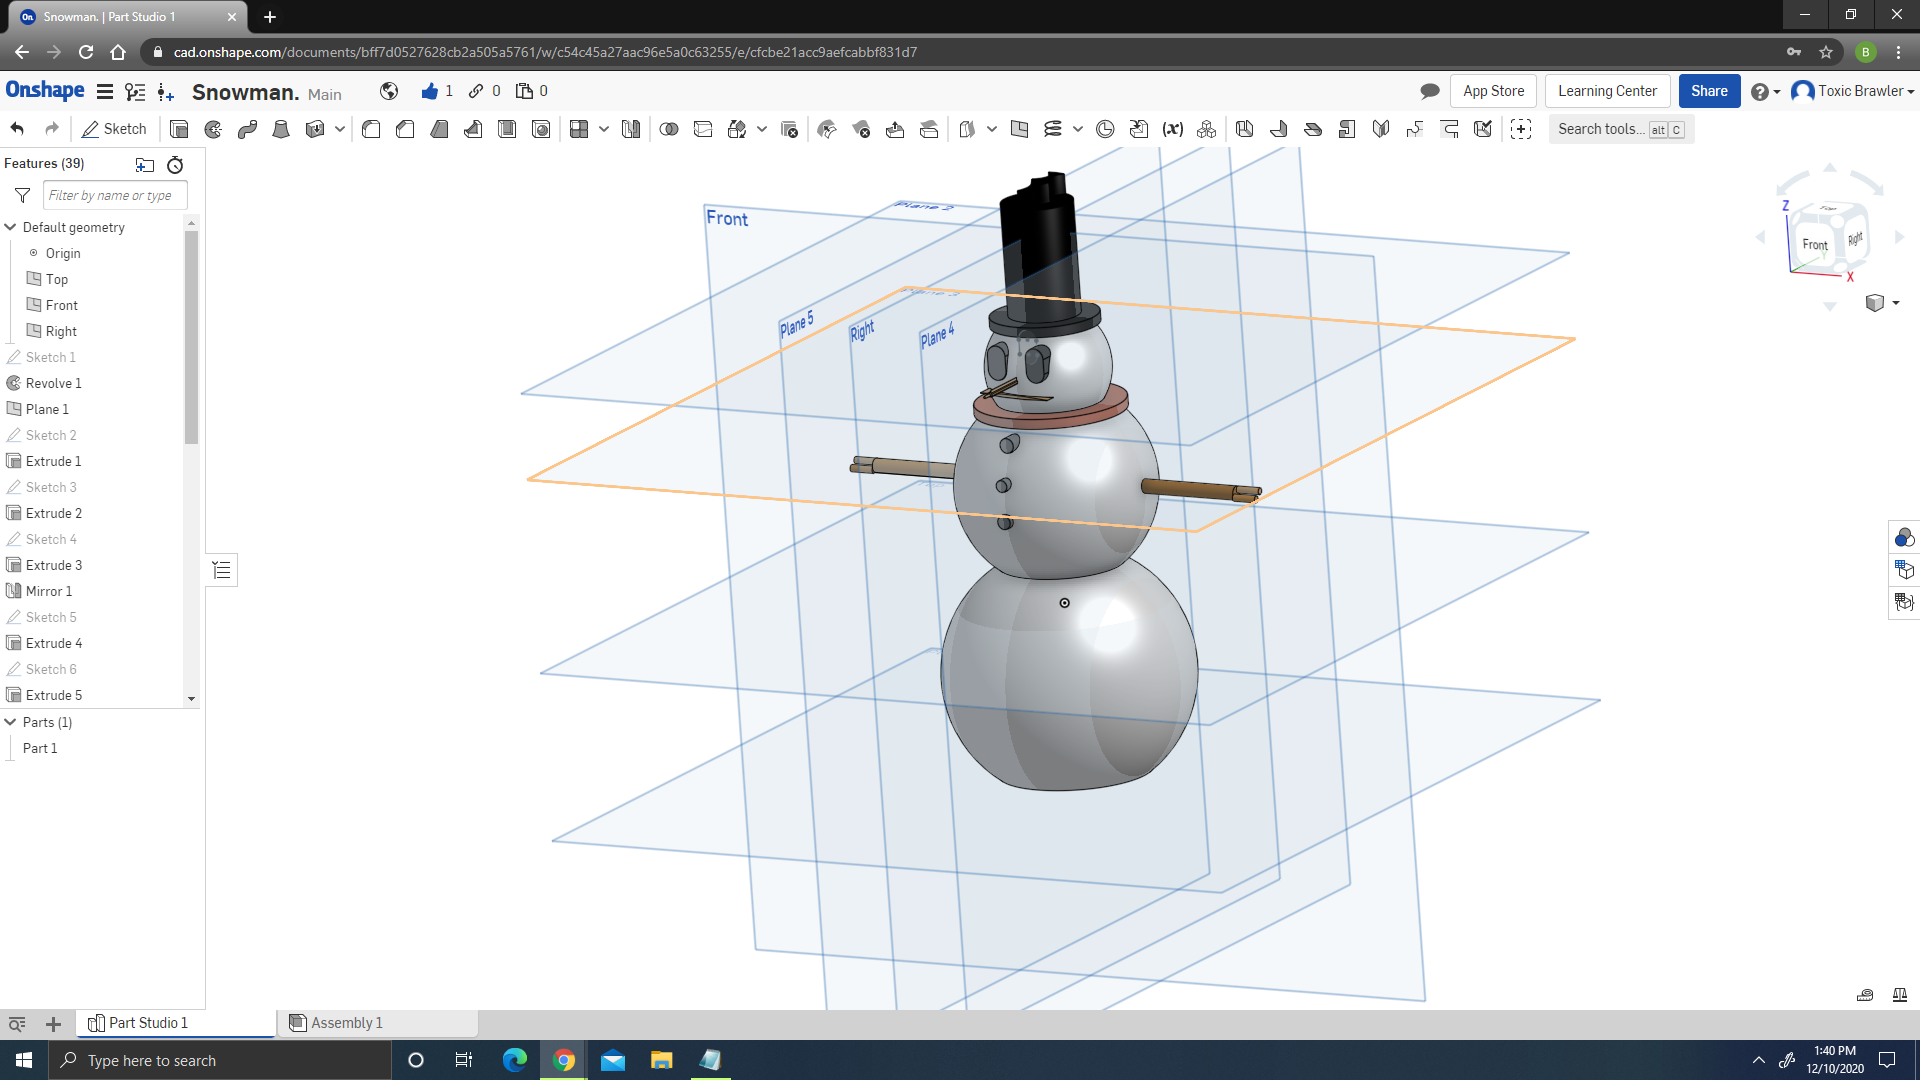 Snowman. | Part Studio 1
cad.onshape.com/documents/bff7d0527628cb2a505a5761/w/c54c45a27aac96e5a0c63255/e/cfcbe21acc9aefcabbf831d7
B
Onshape
Snowman. Main
1
0
0
App Store
Learning Center
Share
Toxic Brawler
Sketch
(x)
Search tools... alt C
Features (39)
Filter by name or type
Default geometry
Origin
Top
Front
Right
Sketch 1
Revolve 1
Plane 1
Sketch 2
Extrude 1
Sketch 3
Extrude 2
Sketch 4
Extrude 3
Mirror 1
Sketch 5
Extrude 4
Sketch 6
Extrude 5
Parts (1)
Part 1
Front
Plane 2
Plane 3
Plane 5
Right
Plane 4
Z
Top
Front
Right
Y
X
Part Studio 1
Assembly 1
Type here to search
1:40 PM
12/10/2020